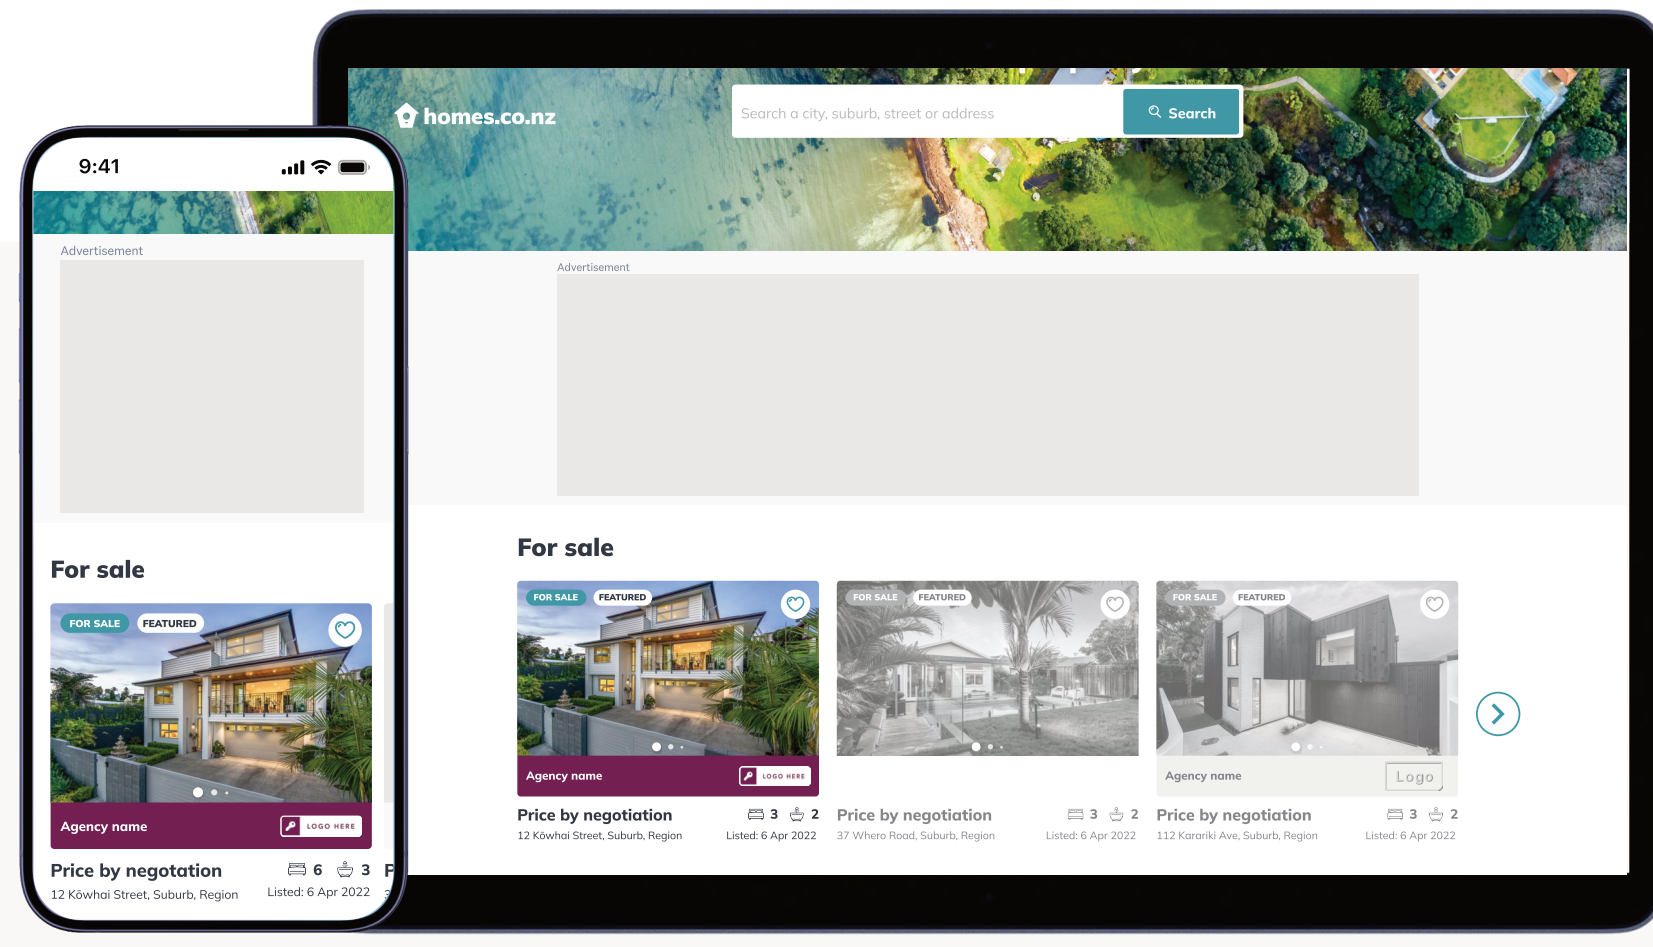 9:41
Advertisement
For sale
FOR SALE FEATURED
Agency name LOGO HERE
Price by negotation 6 3 P
12 Kōwhai Street, Suburb, Region Listed: 6 Apr 2022 3
homes.co.nz
Search a city, suburb, street or address Search
Advertisement
For sale
FOR SALE FEATURED
Agency name LOGO HERE
Price by negotiation 3 2
12 Kōwhai Street, Suburb, Region Listed: 6 Apr 2022
FOR SALE FEATURED
Price by negotiation 3 2
37 Whero Road, Suburb, Region Listed: 6 Apr 2022
FOR SALE FEATURED
Agency name Logo
Price by negotiation 3 2
112 Karariki Ave, Suburb, Region Listed: 6 Apr 2022